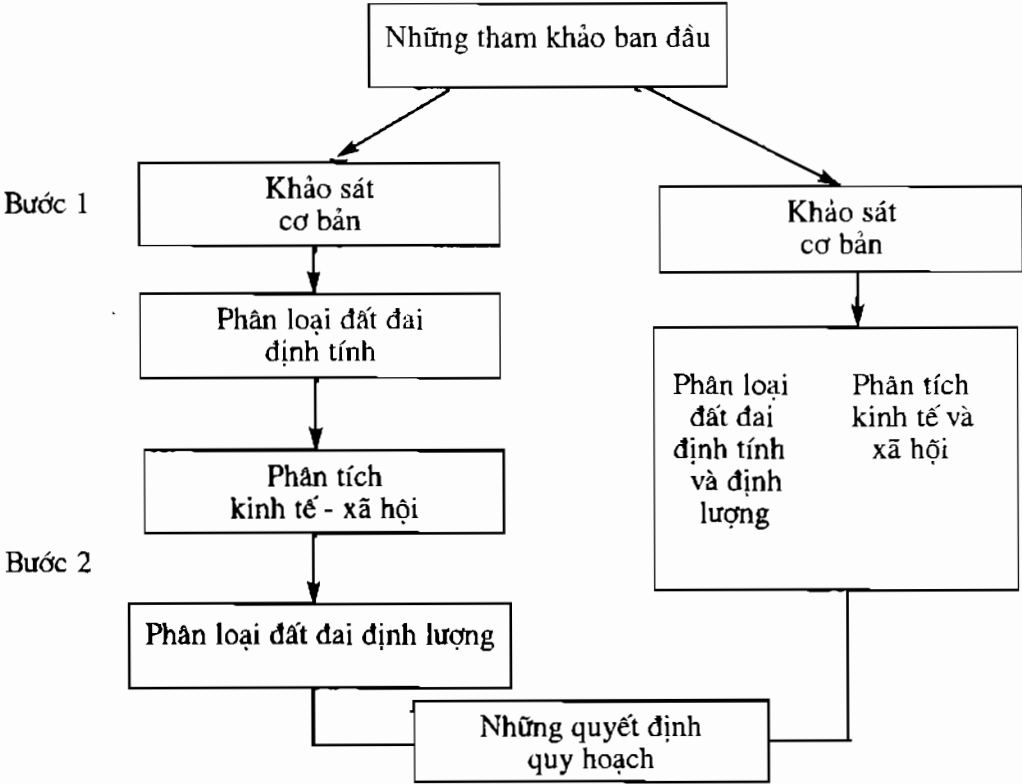 Những tham khảo ban đầu
Bước 1
Khảo sát
cơ bản
Khảo sát
cơ bản
Phân loại đất đai
định tính
Phân loại
đất đai
định tính
và định
lượng
Phân tích
kinh tế và
xã hội
Phân tích
kinh tế - xã hội
Bước 2
Phân loại đất đai định lượng
Những quyết định
quy hoạch